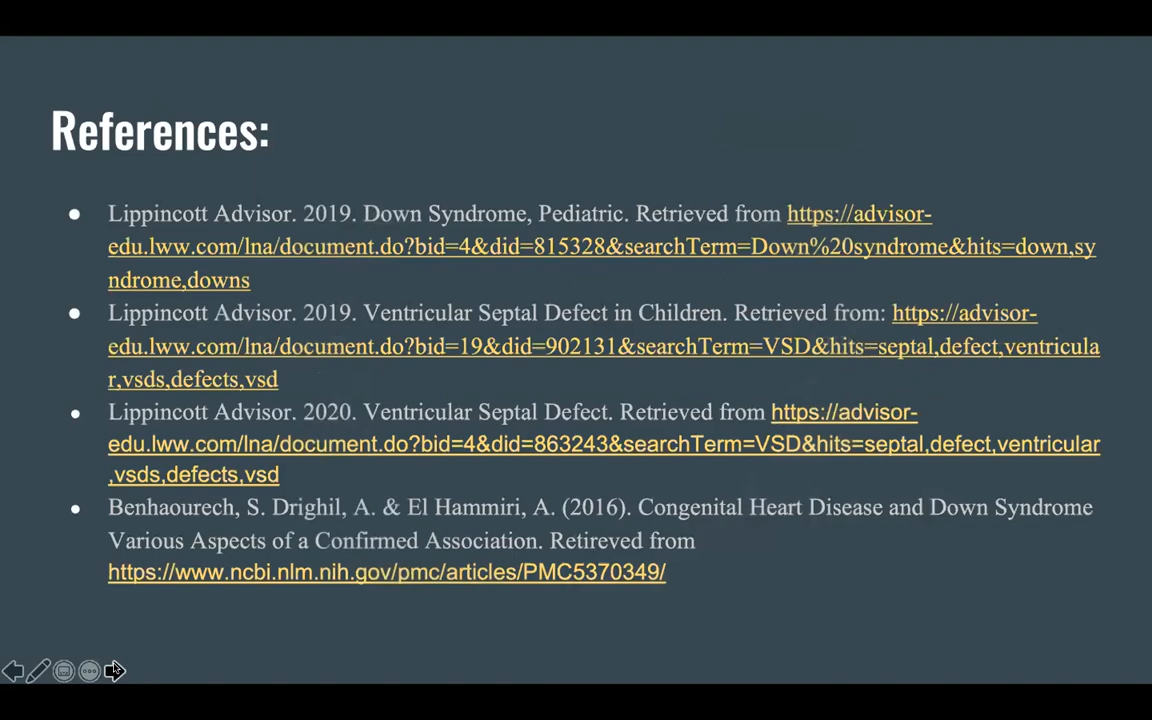 References:
● Lippincott Advisor. 2019. Down Syndrome, Pediatric. Retrieved from https://advisor-
edu.lww.com/lna/document.do?bid=4&did=815328&searchTerm=Down%20syndrome&hits=down,sy
ndrome,downs
● Lippincott Advisor. 2019. Ventricular Septal Defect in Children. Retrieved from: https://advisor-
edu.lww.com/lna/document.do?bid=19&did=902131&searchTerm=VSD&hits=septal,defect,ventricula
r,vsds,defects,vsd
● Lippincott Advisor. 2020. Ventricular Septal Defect. Retrieved from https://advisor-
edu.lww.com/lna/document.do?bid=4&did=863243&searchTerm=VSD&hits=septal,defect,ventricular
,vsds,defects,vsd
● Benhaourech, S. Drighil, A. & El Hammiri, A. (2016). Congenital Heart Disease and Down Syndrome
Various Aspects of a Confirmed Association. Retireved from
https://www.ncbi.nlm.nih.gov/pmc/articles/PMC5370349/